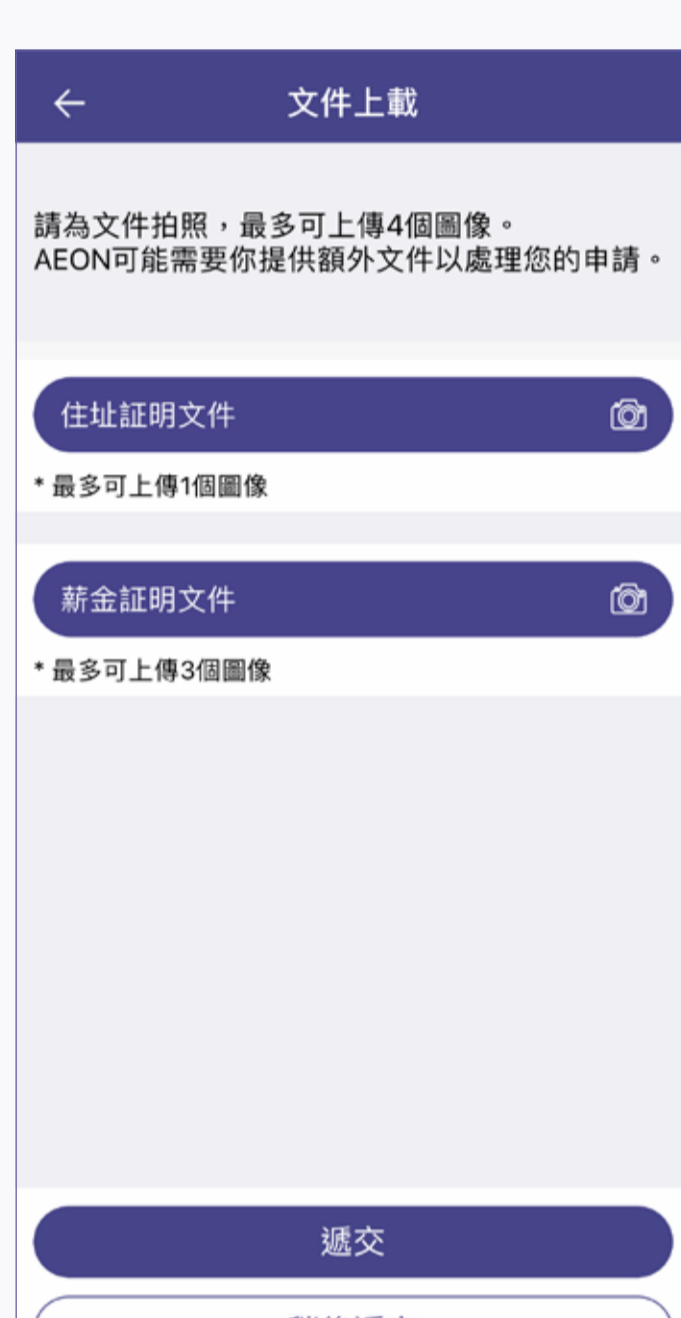 文件上載
請為文件拍照，最多可上傳4個圖像。
AEON可能需要你提供額外文件以處理您的申請。
住址証明文件
* 最多可上傳1個圖像
薪金証明文件
* 最多可上傳3個圖像
遞交